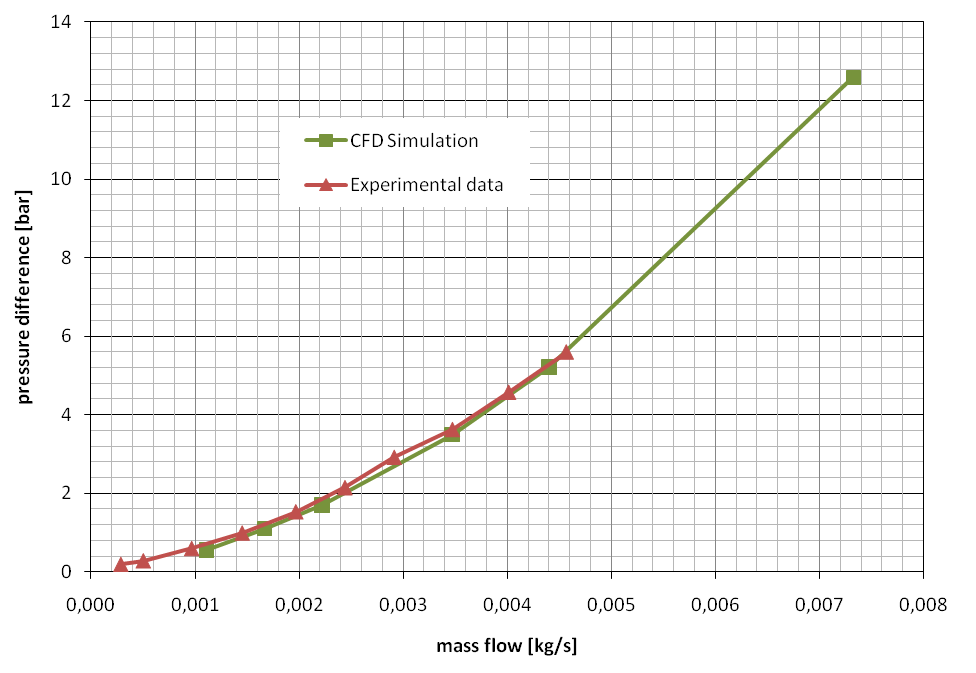 14
12
10
8
6
4
2
0
CFD Simulation
Experimental data
pressure difference [bar]
0,000 0,001 0,002 0,003 0,004 0,005 0,006 0,007 0,008
mass flow [kg/s]